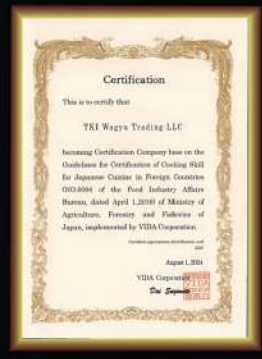 Certification
This is to certify that
TKI Wagyu Trading LLC
becoming Certification Company base on the
Guidelines for Certification of Cooking Skill
for Japanese Cuisine in Foreign Countries
(NO.8094 of the Food Industry Affairs
Bureau, dated April 1,2016) of Ministry of
Agriculture, Forestry and Fisheries of
Japan, implemented by VIDA Corporation.
August 1, 2024
VIDA Corporation